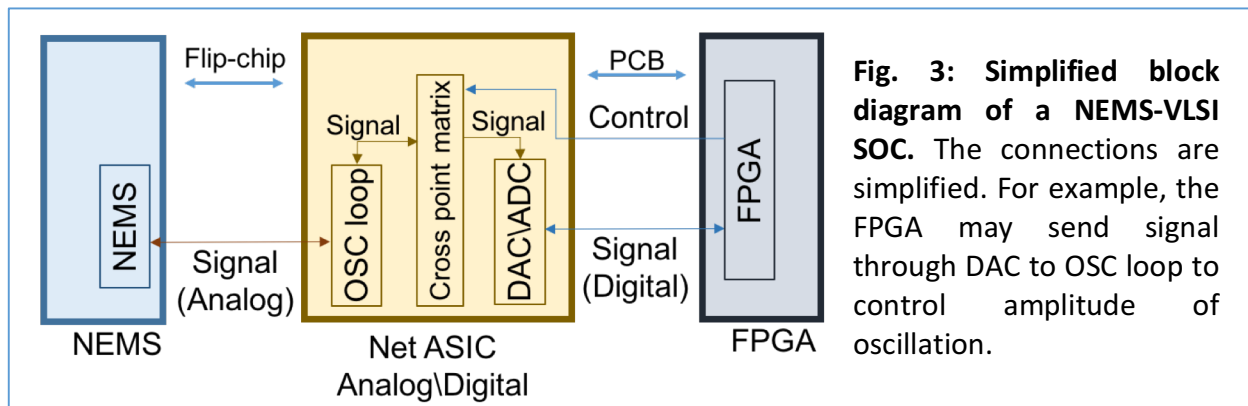 Flip-chip
PCB
Signal
Signal
Control
NEMS
OSC loop
Cross point matrix
DAC\ADC
FPGA
Signal
(Analog)
Signal
(Digital)
NEMS
Net ASIC
Analog\Digital
FPGA
Fig. 3: Simplified block
diagram of a NEMS-VLSI
SOC. The connections are
simplified. For example, the
FPGA may send signal
through DAC to OSC loop to
control amplitude of
oscillation.